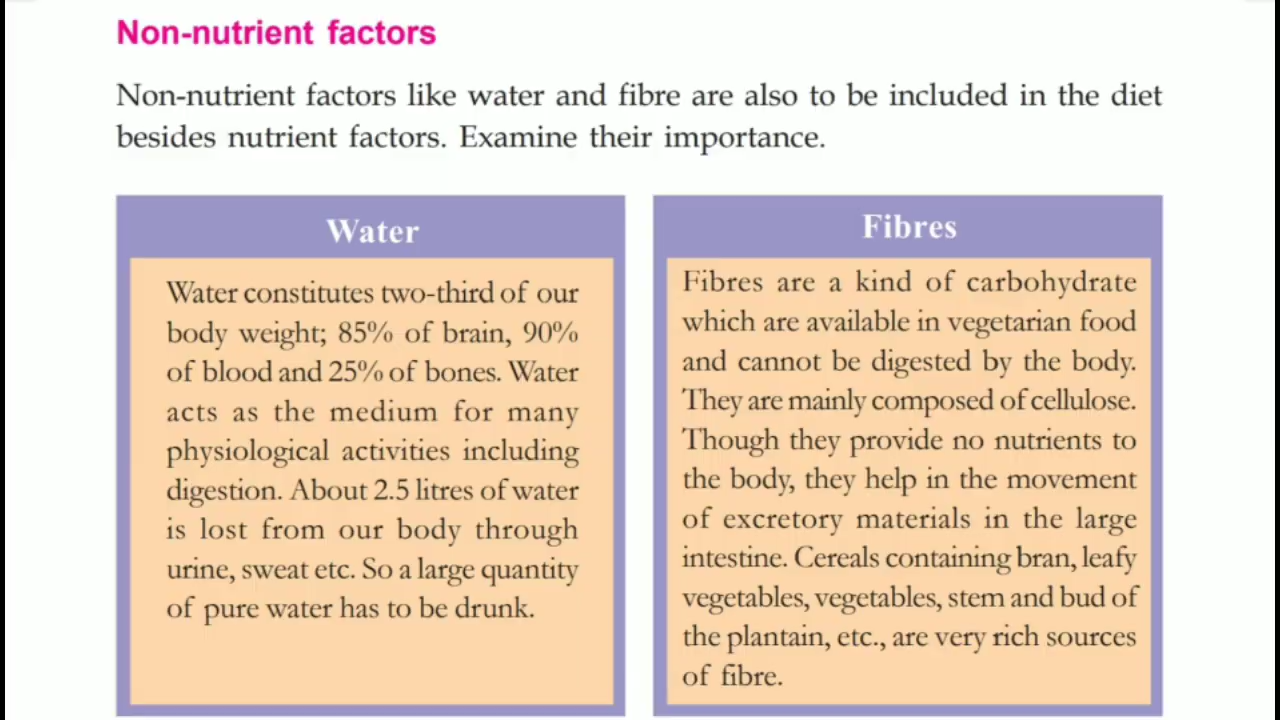 Non-nutrient factors
Non-nutrient factors like water and fibre are also to be included in the diet
besides nutrient factors. Examine their importance.
Water
Water constitutes two-third of our
body weight; 85% of brain, 90%
of blood and 25% of bones. Water
acts as the medium for many
physiological activities including
digestion. About 2.5 litres of water
is lost from our body through
urine, sweat etc. So a large quantity
of pure water has to be drunk.
Fibres
Fibres are a kind of carbohydrate
which are available in vegetarian food
and cannot be digested by the body.
They are mainly composed of cellulose.
Though they provide no nutrients to
the body, they help in the movement
of excretory materials in the large
intestine. Cereals containing bran, leafy
vegetables, vegetables, stem and bud of
the plantain, etc., are very rich sources
of fibre.